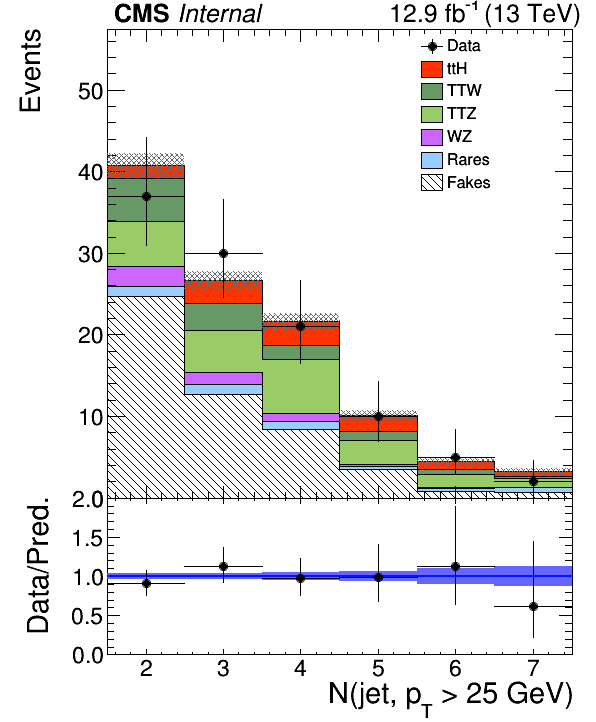 CMS Internal 12.9 fb⁻¹ (13 TeV)
Events
50
40
30
20
10
Data
ttH
TTW
TTZ
WZ
Rares
Fakes
Data/Pred.
2.0
1.5
1.0
0.5
0.0
2 3 4 5 6 7
N(jet, p_T > 25 GeV)